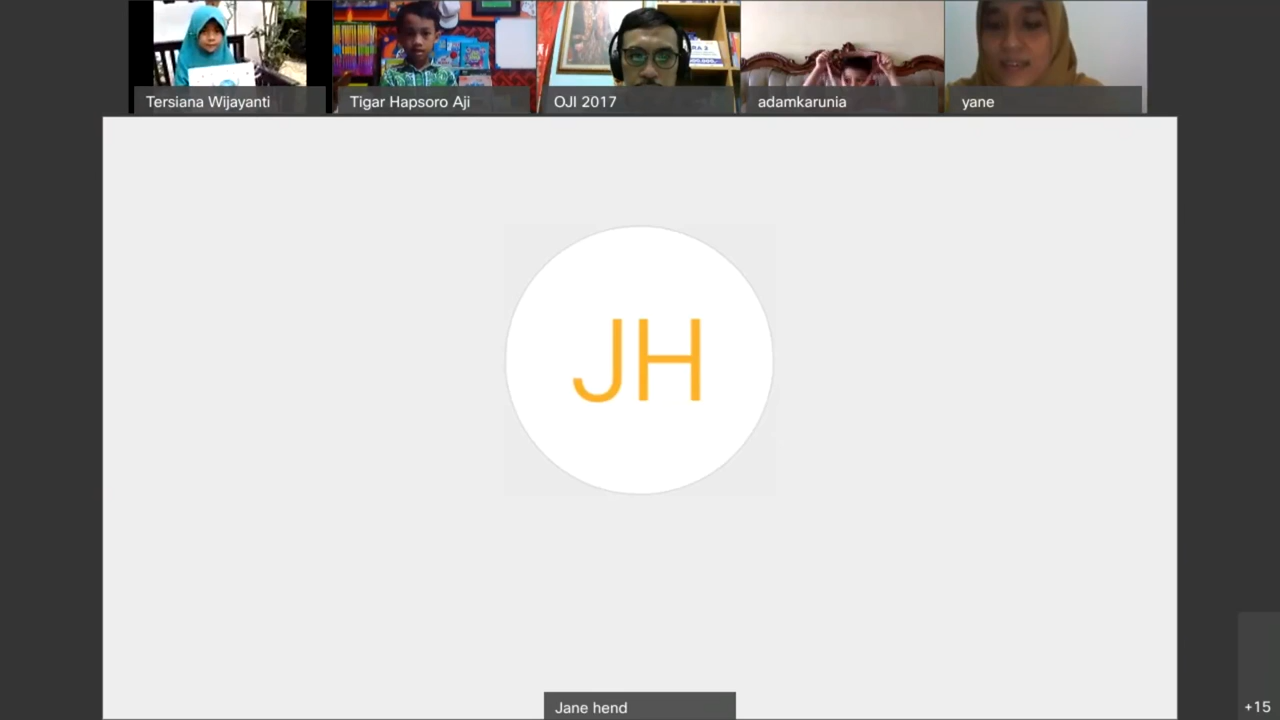 Tersiana Wijayanti
Tigar Hapsoro Aji
OJI 2017
adamkarunia
yane
JH
Jane hend
+15